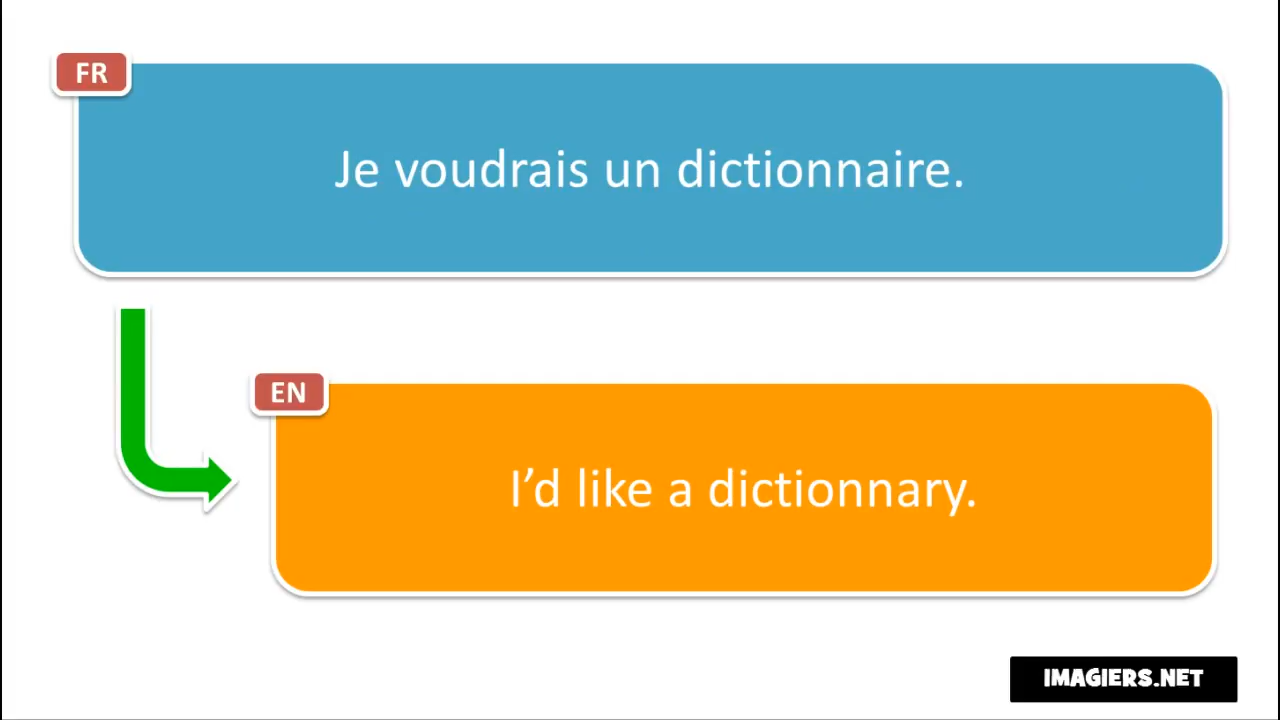 FR
Je voudrais un dictionnaire.
EN
I’d like a dictionnary.
IMAGIERS.NET